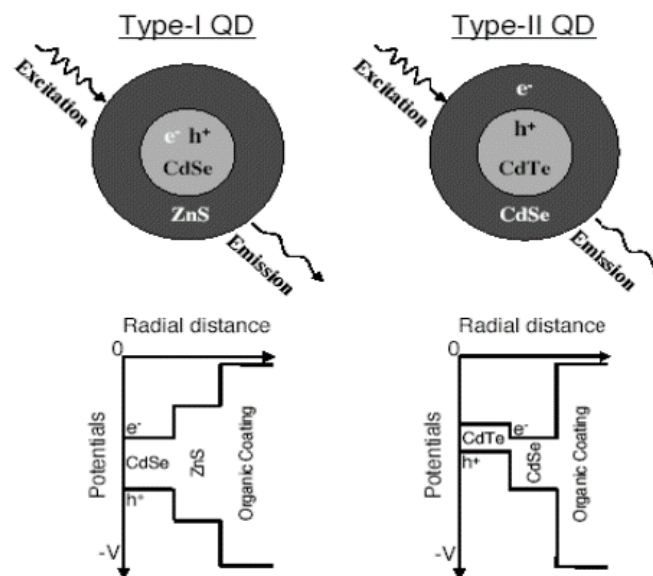 Type-I QD
Type-II QD
Excitation
e⁻ h⁺
CdSe
ZnS
Emission
Excitation
e⁻
h⁺
CdTe
CdSe
Emission
Radial distance
0
Potentials
e⁻
CdSe
h⁺
ZnS
Organic Coating
-V
Radial distance
0
Potentials
CdTe
e⁻
h⁺
CdSe
Organic Coating
-V